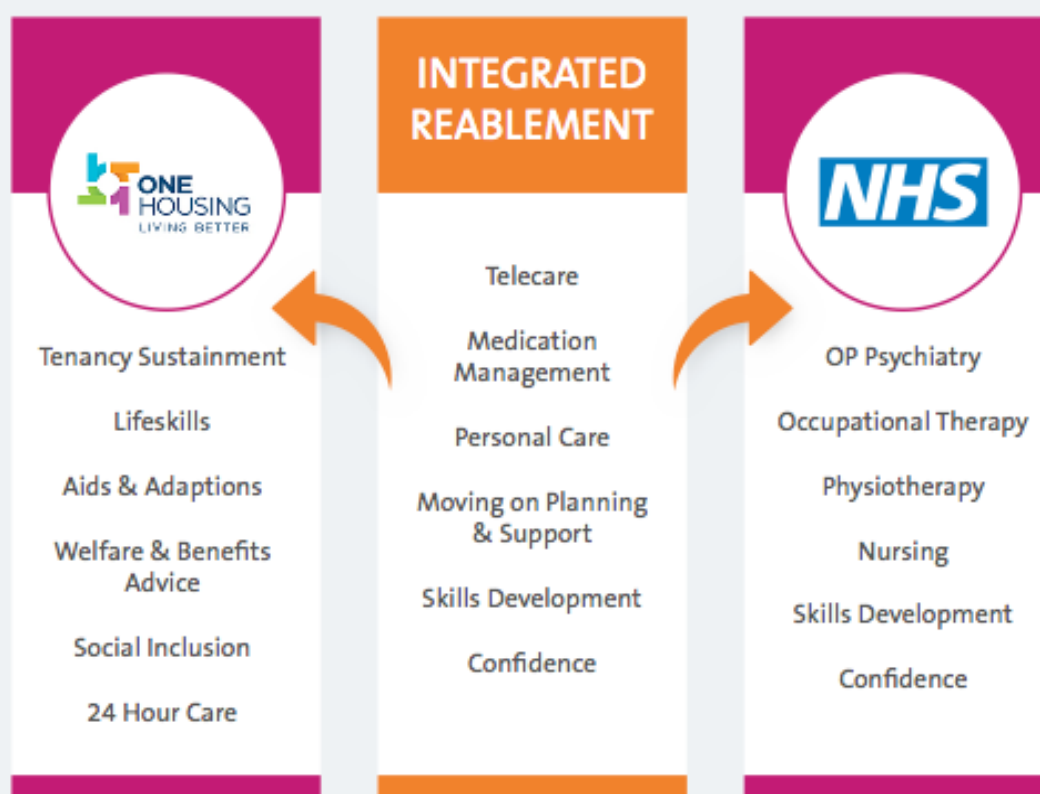 ONE
HOUSING
LIVING BETTER
Tenancy Sustainment
Lifeskills
Aids & Adaptions
Welfare & Benefits
Advice
Social Inclusion
24 Hour Care
INTEGRATED
REABLEMENT
Telecare
Medication
Management
Personal Care
Moving on Planning
& Support
Skills Development
Confidence
NHS
OP Psychiatry
Occupational Therapy
Physiotherapy
Nursing
Skills Development
Confidence